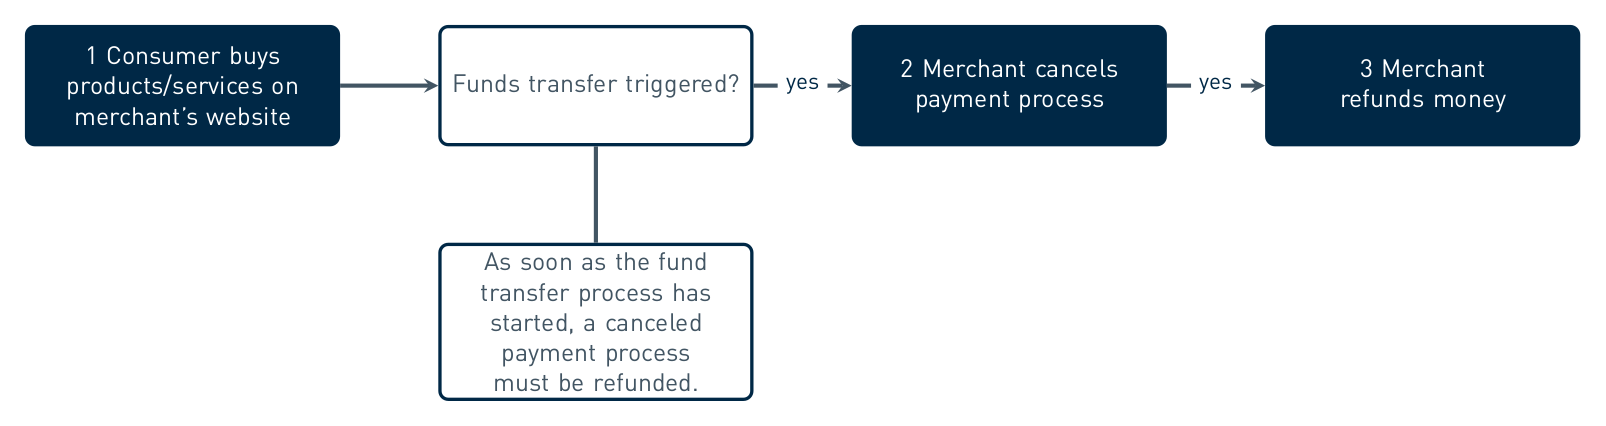 1 Consumer buys
products/services on
merchant's website
Funds transfer triggered?
yes
2 Merchant cancels
payment process
yes
3 Merchant
refunds money
As soon as the fund
transfer process has
started, a canceled
payment process
must be refunded.